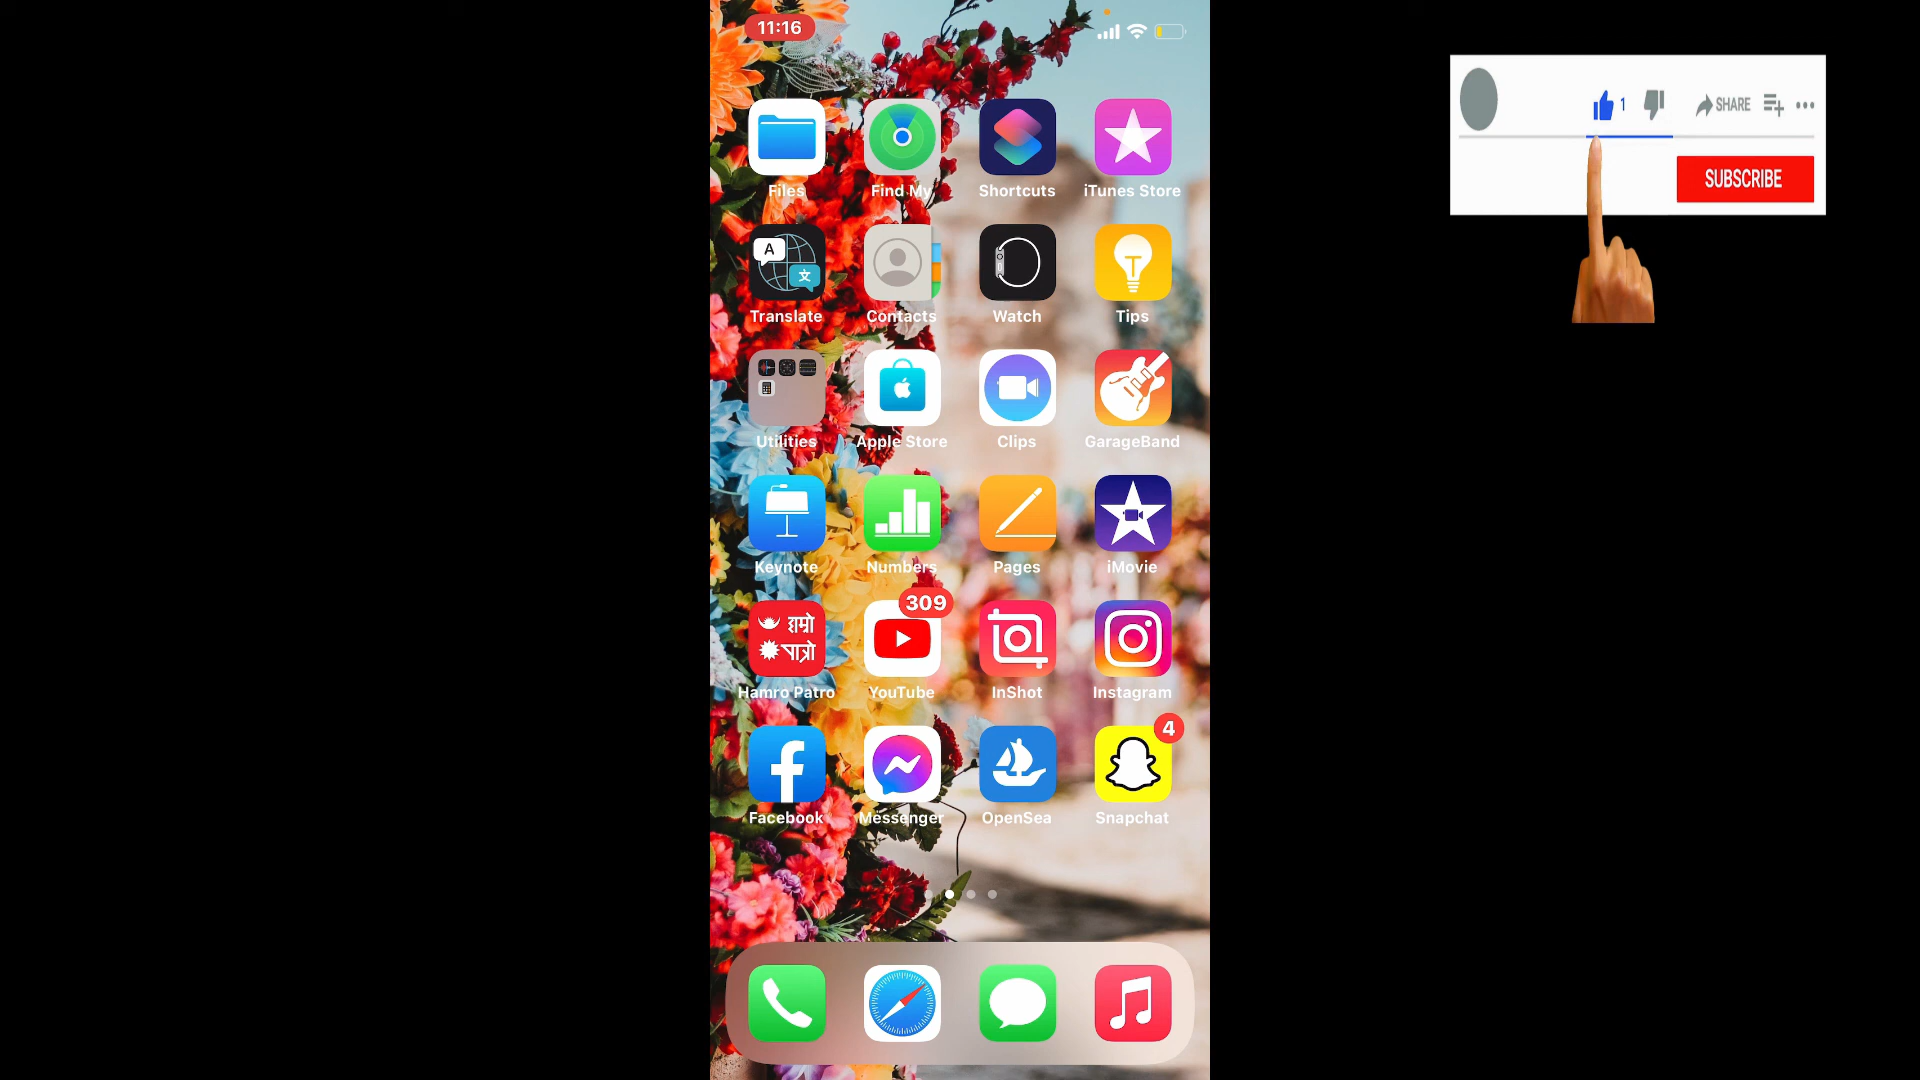 11:16
1
SHARE
SUBSCRIBE
Files
Find My
Shortcuts
iTunes Store
A
文
Translate
Contacts
Watch
T
Tips
Utilities
Apple Store
Clips
GarageBand
Keynote
Numbers
Pages
iMovie
हाम्रो
पात्रो
309
Hamro Patro
YouTube
InShot
Instagram
4
Facebook
Messenger
OpenSea
Snapchat